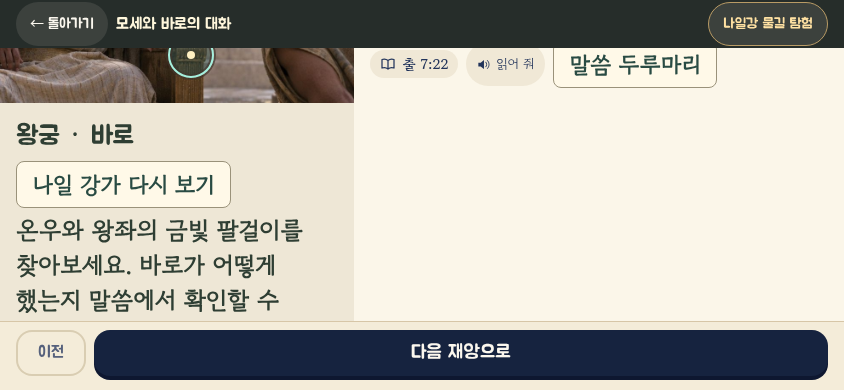 ← 돌아가기 모세와 바로의 대화 나일강 물길 탐험
출 7:22 읽어 줘 말씀 두루마리
왕궁 · 바로
나일 강가 다시 보기
온우와 왕좌의 금빛 팔걸이를
찾아보세요. 바로가 어떻게
했는지 말씀에서 확인할 수
이전 다음 재앙으로